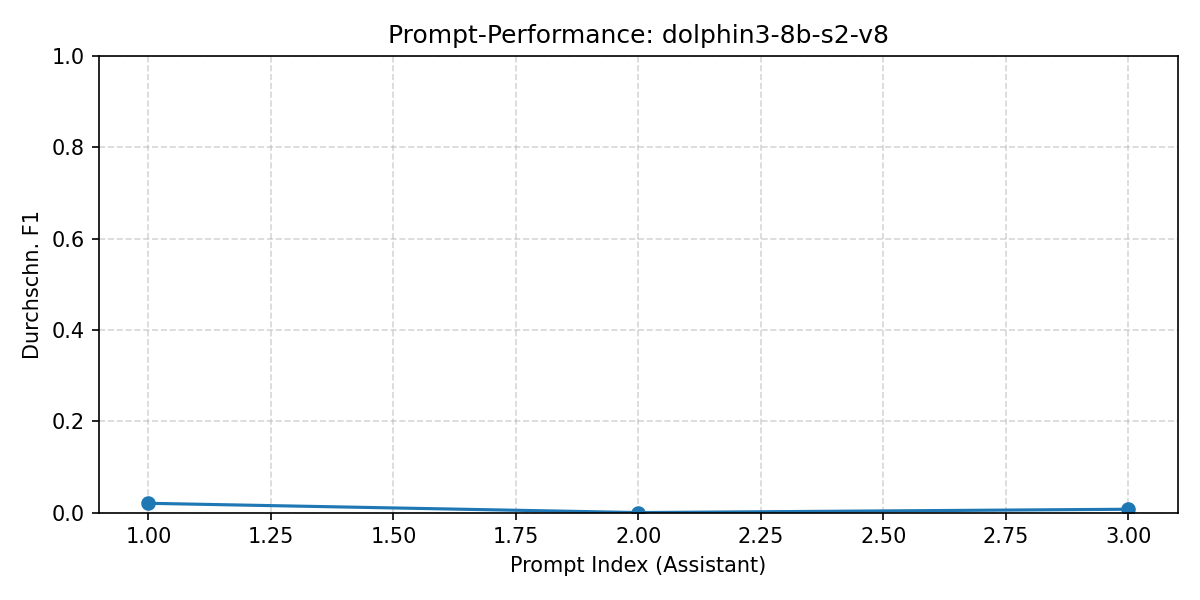 Prompt-Performance: dolphin3-8b-s2-v8
1.0
0.8
0.6
0.4
0.2
0.0
Durchschn. F1
1.00 1.25 1.50 1.75 2.00 2.25 2.50 2.75 3.00
Prompt Index (Assistant)